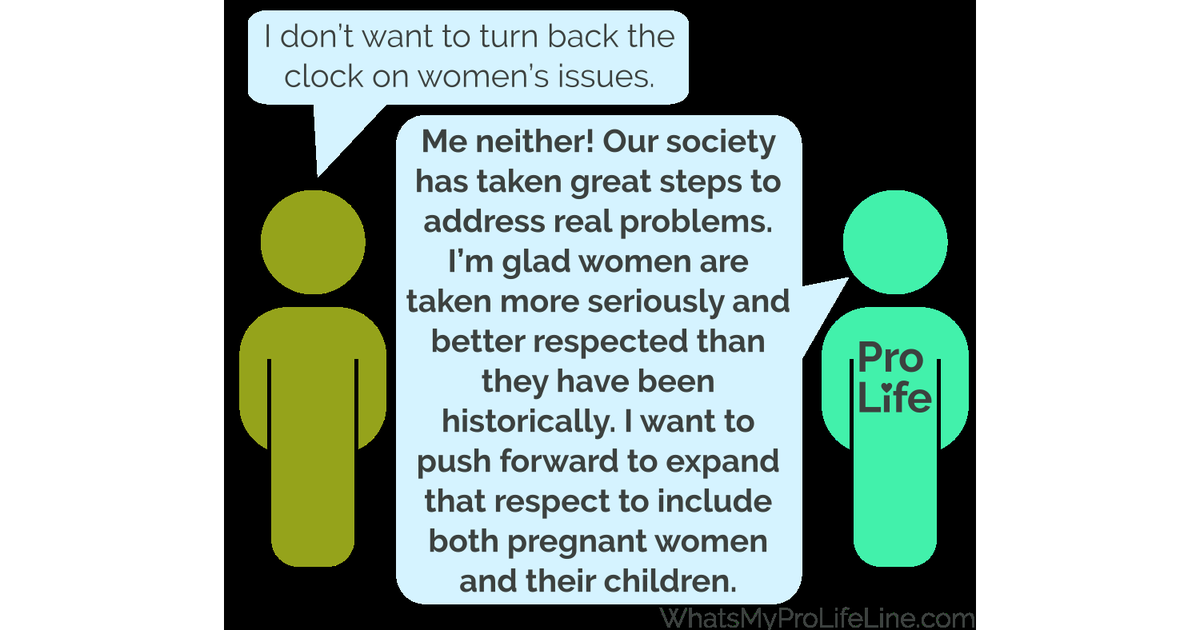 I don’t want to turn back the
clock on women’s issues.
Me neither! Our society
has taken great steps to
address real problems.
I’m glad women are
taken more seriously and
better respected than
they have been
historically. I want to
push forward to expand
that respect to include
both pregnant women
and their children.
Pro
Life
WhatsMyProLifeLine.com